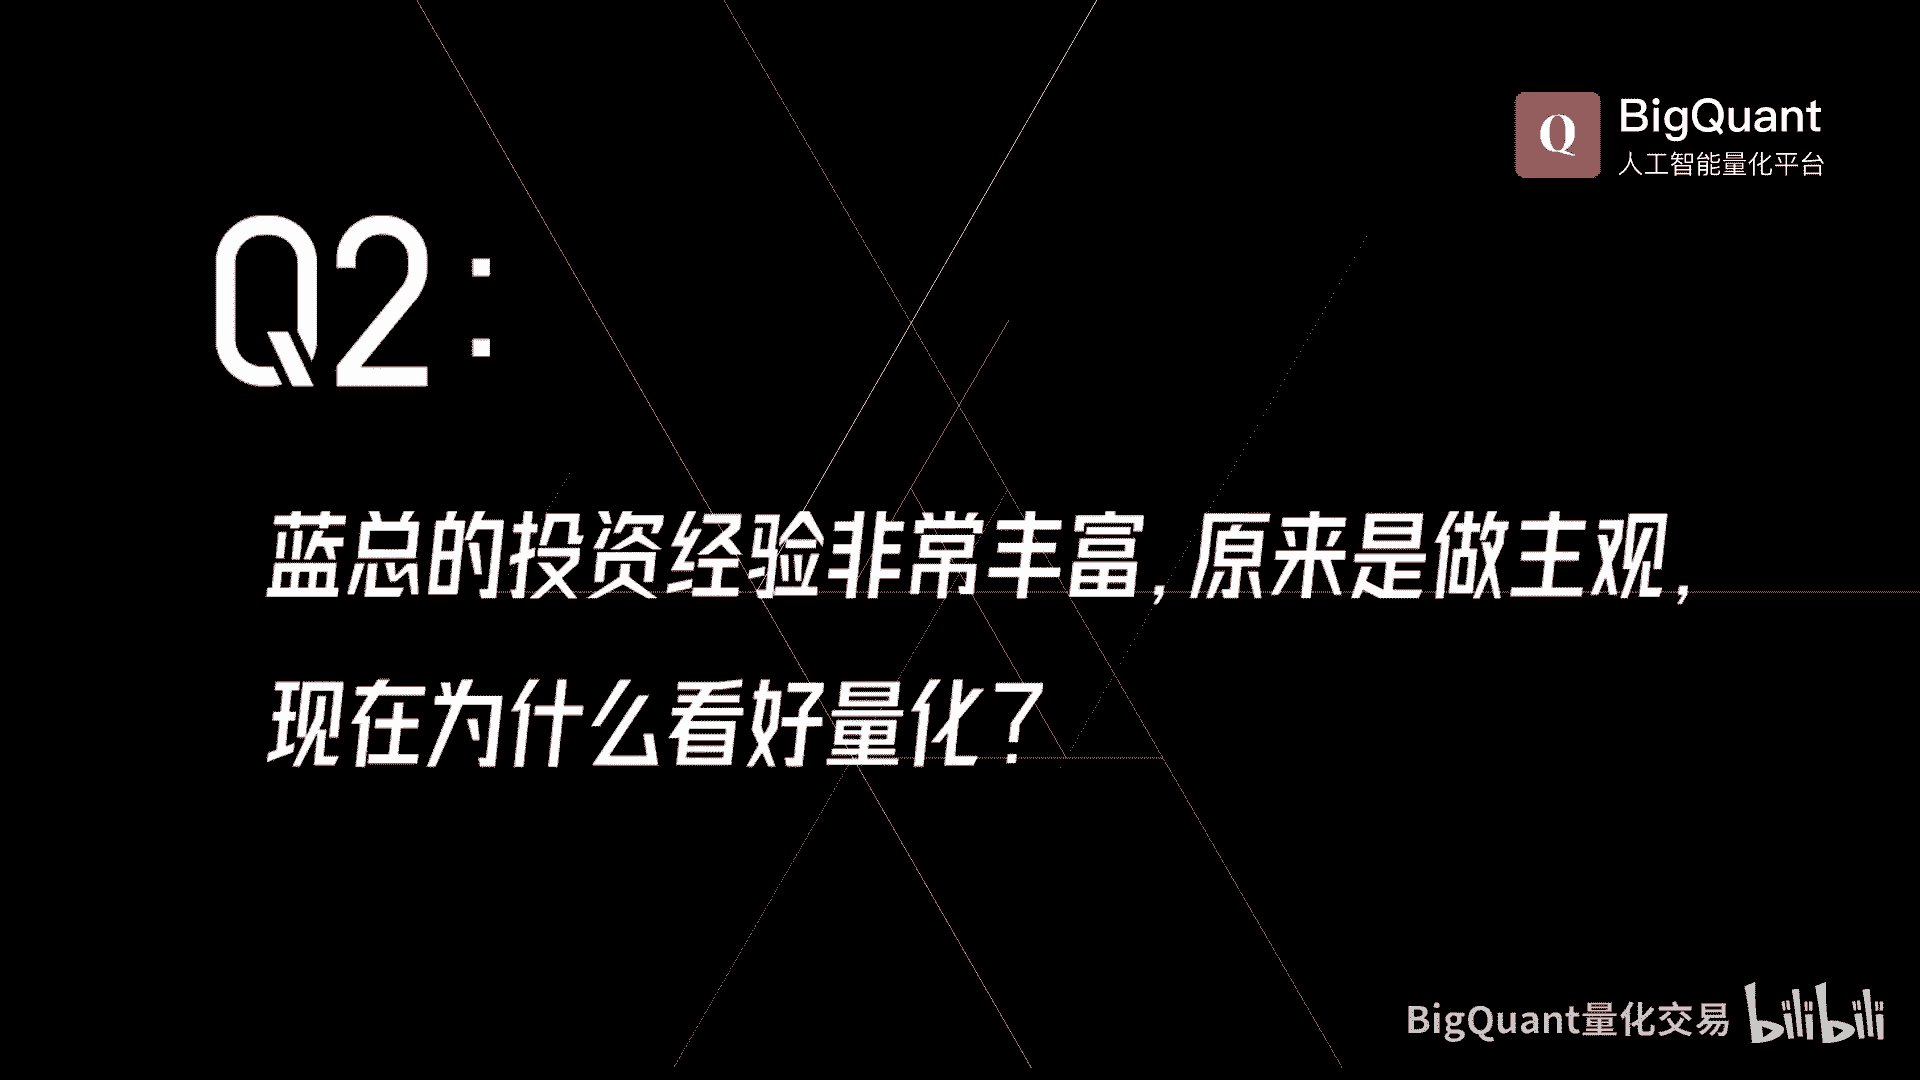 Q
BigQuant
人工智能量化平台
Q2:
蓝总的投资经验非常丰富,原来是做主观,
现在为什么看好量化?
BigQuant量化交易 bilibili